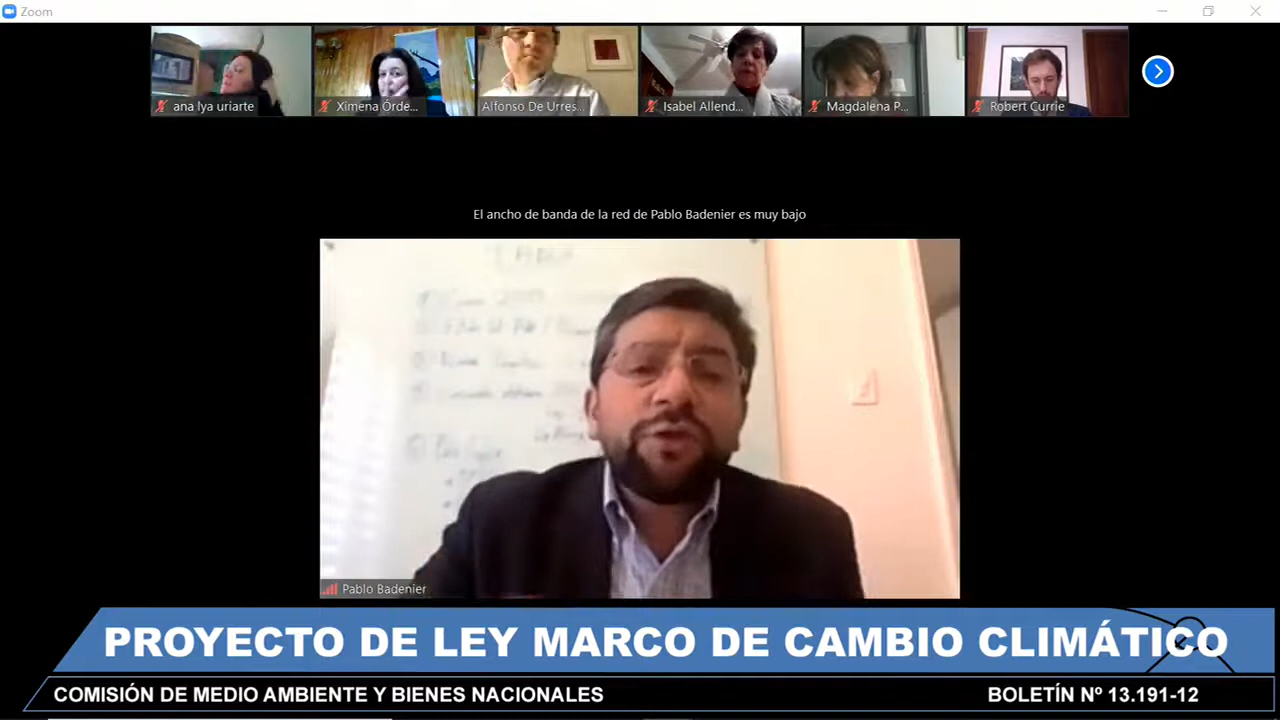 Zoom
ana lya uriarte
Ximena Órde...
Alfonso De Urres...
Isabel Allend...
Magdalena P...
Robert Currie
El ancho de banda de la red de Pablo Badenier es muy bajo
Pablo Badenier
PROYECTO DE LEY MARCO DE CAMBIO CLIMÁTICO
COMISIÓN DE MEDIO AMBIENTE Y BIENES NACIONALES
BOLETÍN Nº 13.191-12